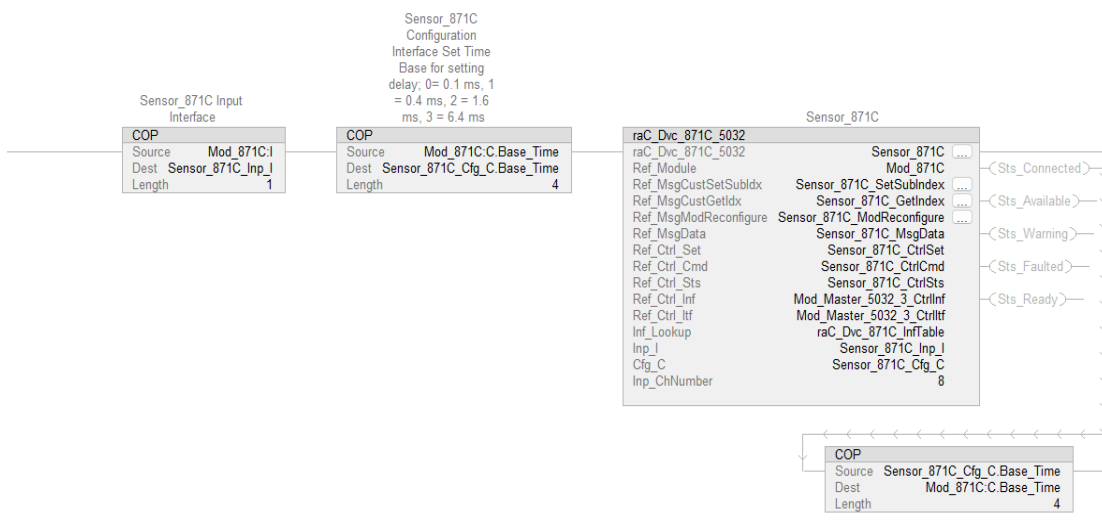 Sensor_871C
Configuration
Interface Set Time
Base for setting
delay; 0= 0.1 ms, 1
= 0.4 ms, 2 = 1.6
ms, 3 = 6.4 ms
Sensor_871C Input
Interface
COP
Source Mod_871C:I
Dest Sensor_871C_Inp_I
Length 1
COP
Source Mod_871C:C.Base_Time
Dest Sensor_871C_Cfg_C.Base_Time
Length 4
Sensor_871C
raC_Dvc_871C_5032
raC_Dvc_871C_5032 Sensor_871C ...
Ref_Module Mod_871C
Ref_MsgCustSetSubIdx Sensor_871C_SetSubIndex ...
Ref_MsgCustGetIdx Sensor_871C_GetIndex ...
Ref_MsgModReconfigure Sensor_871C_ModReconfigure ...
Ref_MsgData Sensor_871C_MsgData
Ref_Ctrl_Set Sensor_871C_CtrlSet
Ref_Ctrl_Cmd Sensor_871C_CtrlCmd
Ref_Ctrl_Sts Sensor_871C_CtrlSts
Ref_Ctrl_Inf Mod_Master_5032_3_CtrlInf
Ref_Ctrl_Itf Mod_Master_5032_3_CtrlItf
Inf_Lookup raC_Dvc_871C_InfTable
Inp_I Sensor_871C_Inp_I
Cfg_C Sensor_871C_Cfg_C
Inp_ChNumber 8
Sts_Connected
Sts_Available
Sts_Warning
Sts_Faulted
Sts_Ready
COP
Source Sensor_871C_Cfg_C.Base_Time
Dest Mod_871C:C.Base_Time
Length 4